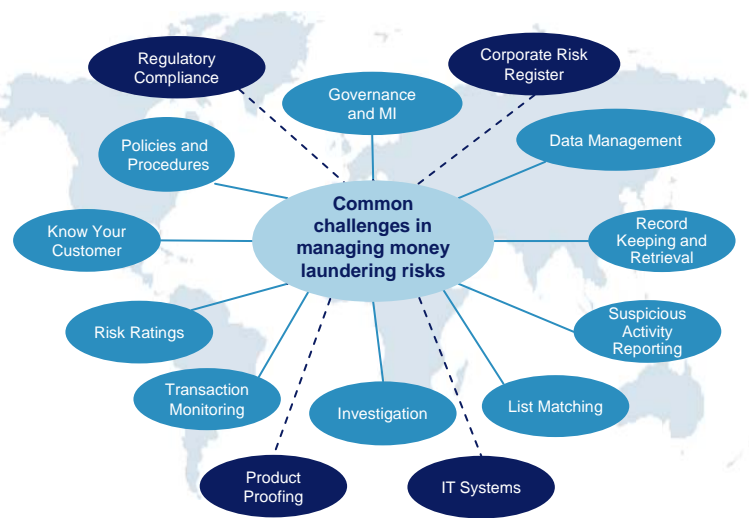 Regulatory
Compliance
Corporate Risk
Register
Governance
and MI
Policies and
Procedures
Data Management
Common
challenges in
managing money
laundering risks
Know Your
Customer
Record
Keeping and
Retrieval
Risk Ratings
Suspicious
Activity
Reporting
Transaction
Monitoring
Investigation
List Matching
Product
Proofing
IT Systems